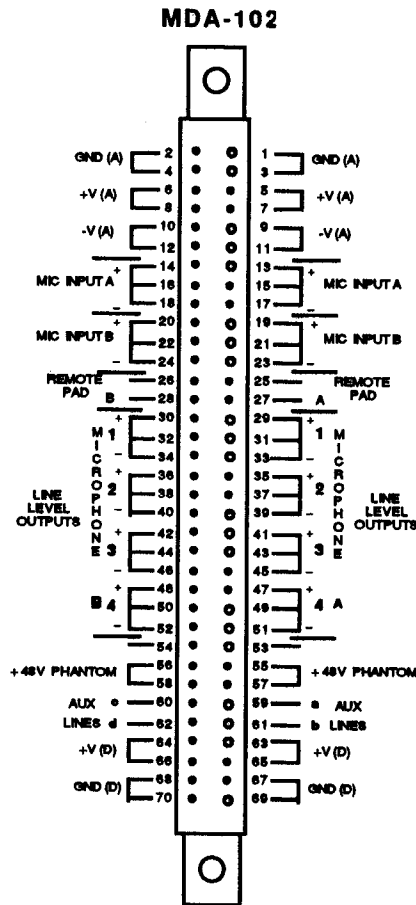 MDA-102
GND (A) 2 1 GND (A)
4 3
+V (A) 6 5 +V (A)
8 7
-V (A) 10 9 -V (A)
12 11
+ 14 13 +
MIC INPUT A 16 15 MIC INPUT A
- 18 17 -
+ 20 19 +
MIC INPUT B 22 21 MIC INPUT B
- 24 23 -
REMOTE PAD 26 25 REMOTE PAD
B 28 27 A
+ 30 29 +
1 32 31 1
- 34 33 -
+ 36 35 +
2 38 37 2
- 40 39 -
LINE LEVEL OUTPUTS MICROPHONE MICROPHONE LINE LEVEL OUTPUTS
+ 42 41 +
3 44 43 3
- 46 45 -
+ 48 47 +
B 4 50 49 4 A
- 52 51 -
54 53
+48V PHANTOM 56 55 +48V PHANTOM
58 57
AUX c 60 59 a AUX
LINES d 62 61 b LINES
+V (D) 64 63 +V (D)
66 65
GND (D) 68 67 GND (D)
70 69